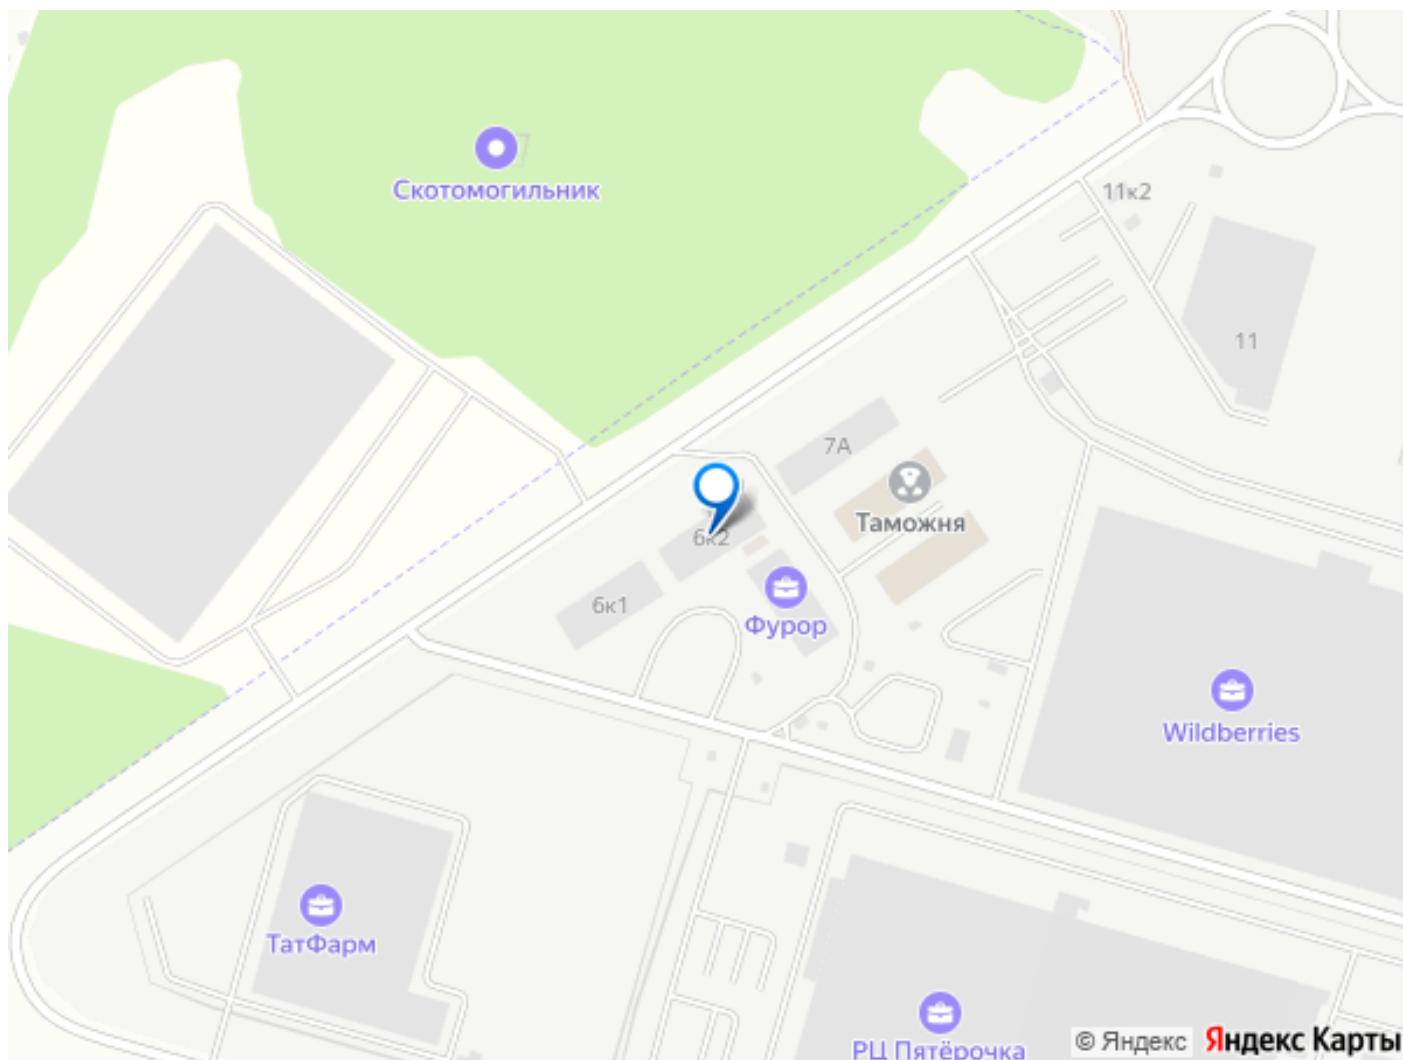 Скотомогильник
11к2
11
7А
Таможня
6к2
6к1
Фурор
Wildberries
ТатФарм
РЦ Пятёрочка
© Яндекс Яндекс Карты